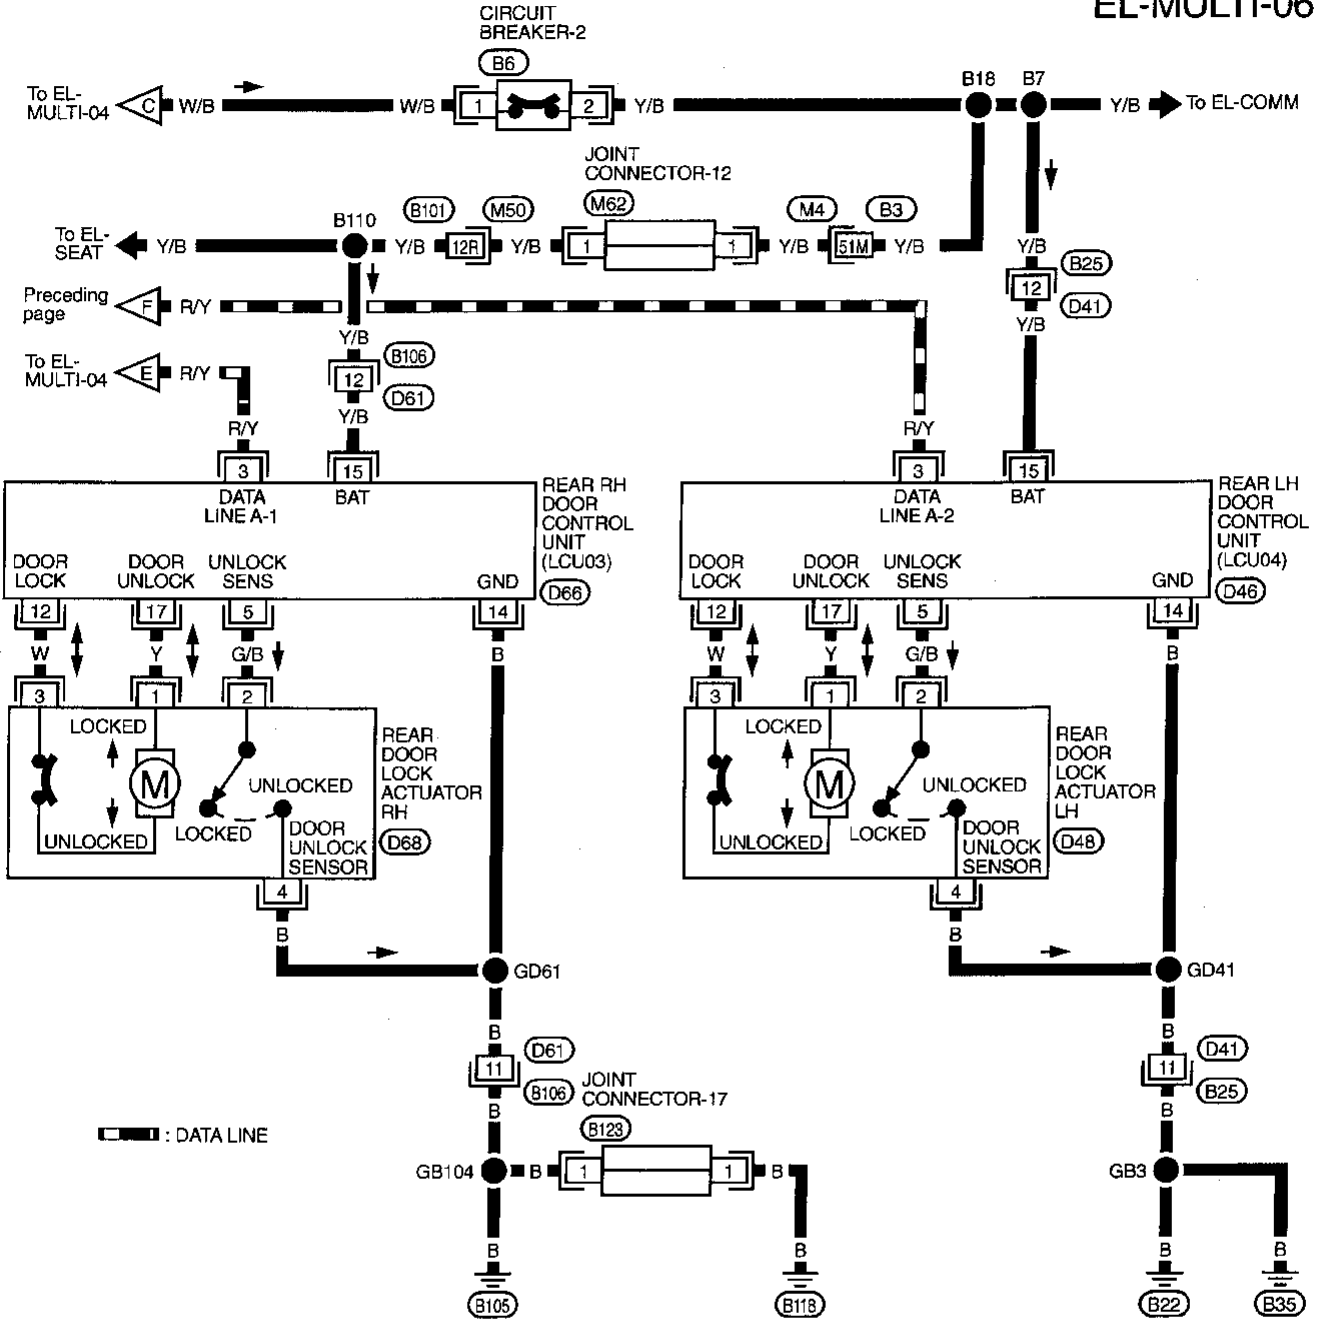 EL-MULTI-06
CIRCUIT
BREAKER-2
B6
To EL-
MULTI-04
C W/B W/B 1 2 Y/B B18 B7 Y/B To EL-COMM
JOINT
CONNECTOR-12
B110 B101 M50 M62 M4 B3
To EL-
SEAT
Y/B Y/B 12R Y/B 1 1 Y/B 51M Y/B Y/B
B25
12
D41
Y/B
Preceding
page
F R/Y
Y/B
B106
12
D61
Y/B
To EL-
MULTI-04
E R/Y
R/Y R/Y
3 15 3 15
DATA
LINE A-1
BAT
REAR RH
DOOR
CONTROL
UNIT
(LCU03)
D66
DOOR
LOCK
DOOR
UNLOCK
UNLOCK
SENS
GND
DATA
LINE A-2
BAT
REAR LH
DOOR
CONTROL
UNIT
(LCU04)
D46
DOOR
LOCK
DOOR
UNLOCK
UNLOCK
SENS
GND
12 17 5 14 12 17 5 14
W Y G/B B W Y G/B B
3 1 2 3 1 2
LOCKED
M
UNLOCKED
UNLOCKED
LOCKED
DOOR
UNLOCK
SENSOR
REAR
DOOR
LOCK
ACTUATOR
RH
D68
LOCKED
M
UNLOCKED
UNLOCKED
LOCKED
DOOR
UNLOCK
SENSOR
REAR
DOOR
LOCK
ACTUATOR
LH
D48
4 4
B B
GD61 GD41
B B
D61 D41
11 11
B106 B25
B B
JOINT
CONNECTOR-17
B123
: DATA LINE
GB104 B 1 1 B GB3
B B B B
B105 B118 B22 B35